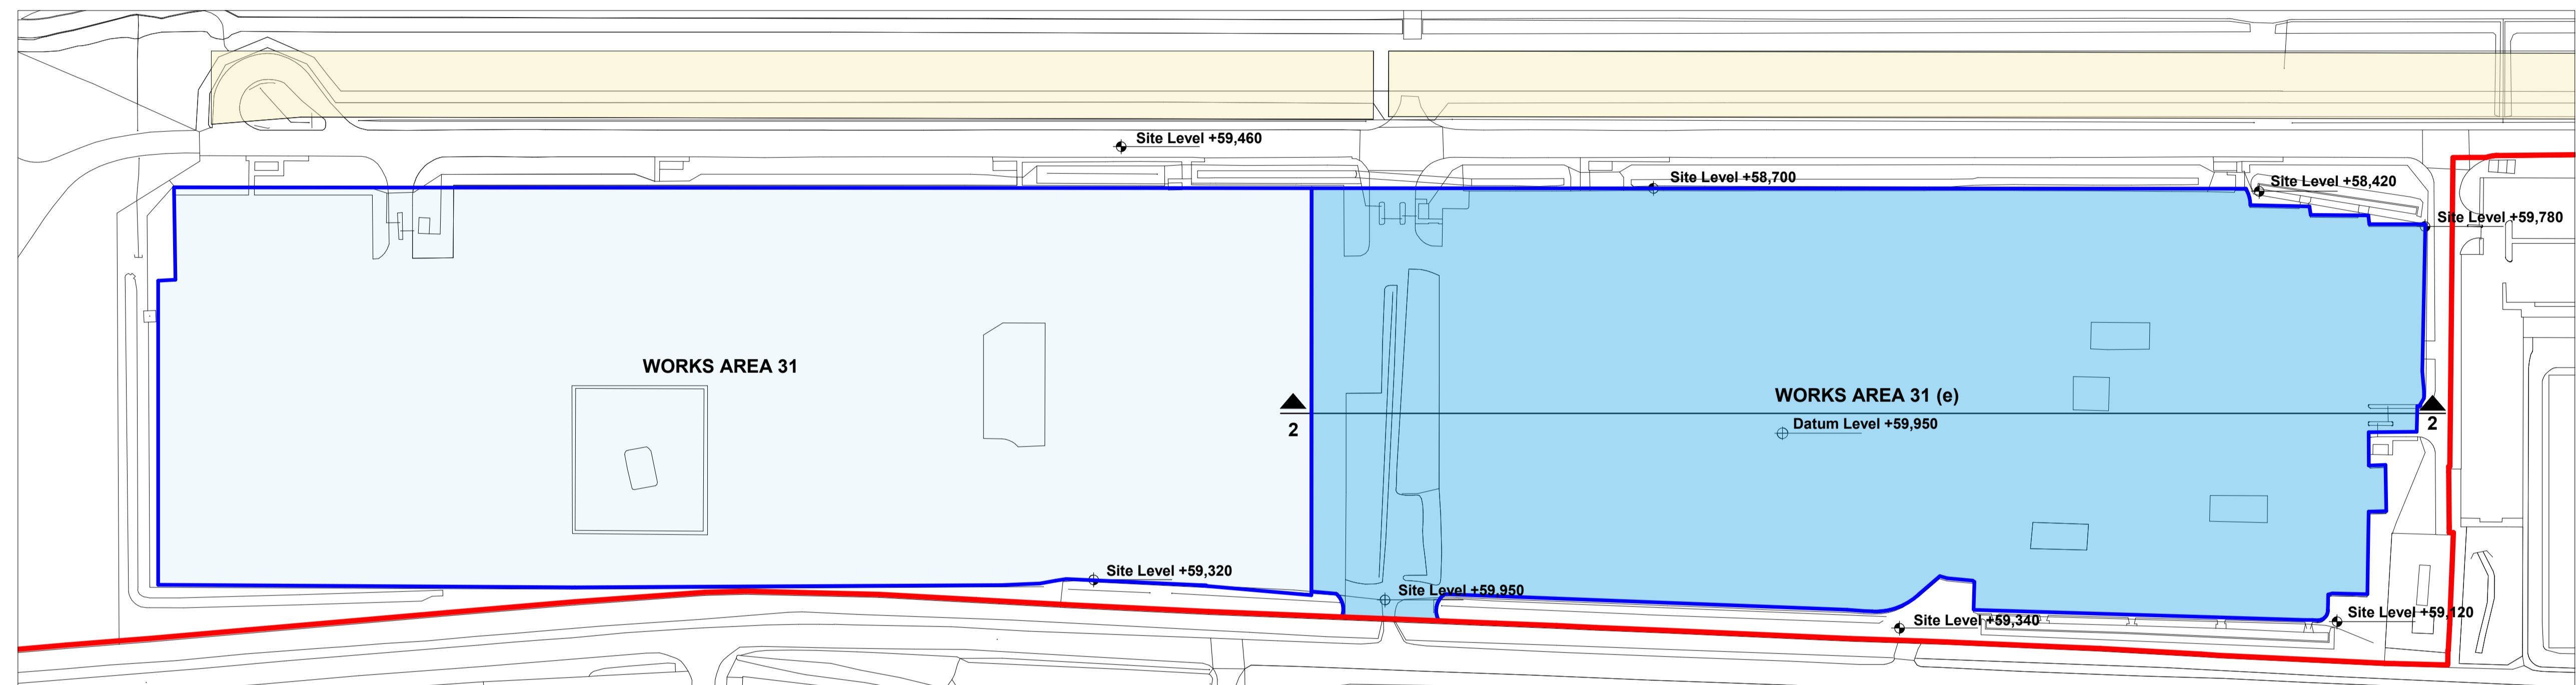 Site Level +59,460
Site Level +58,700
Site Level +58,420
Site Level +59,780
WORKS AREA 31
WORKS AREA 31 (e)
2
2
Datum Level +59,950
Site Level +59,320
Site Level +59.950
Site Level +59,340
Site Level +59,120